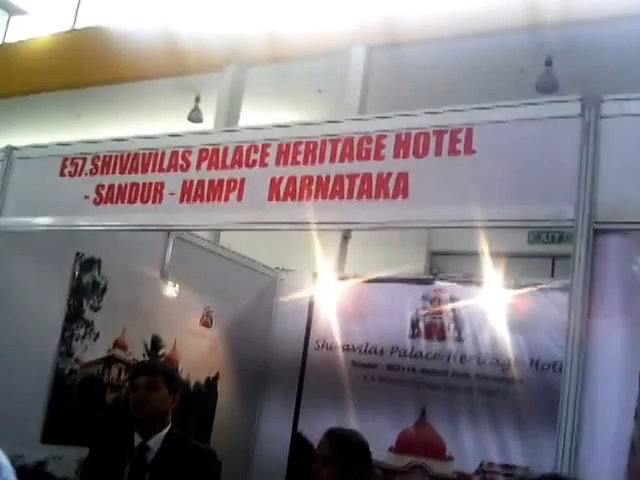 E57.SHIVAVILAS PALACE HERITAGE HOTEL
- SANDUR - HAMPI KARNATAKA
EXIT
Shivavilas Palace Heritage Hotel